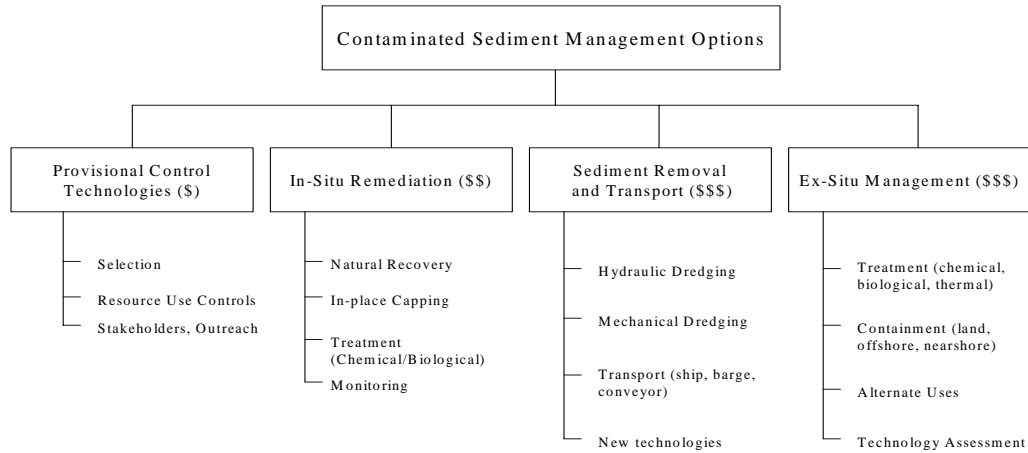 Contaminated Sediment Management Options
Provisional Control
Technologies ($)
In-Situ Remediation ($$)
Sediment Removal
and Transport ($$$)
Ex-Situ Management ($$$)
Selection
Resource Use Controls
Stakeholders, Outreach
Natural Recovery
In-place Capping
Treatment
(Chemical/Biological)
Monitoring
Hydraulic Dredging
Mechanical Dredging
Transport (ship, barge,
conveyor)
New technologies
Treatment (chemical,
biological, thermal)
Containment (land,
offshore, nearshore)
Alternate Uses
Technology Assessment